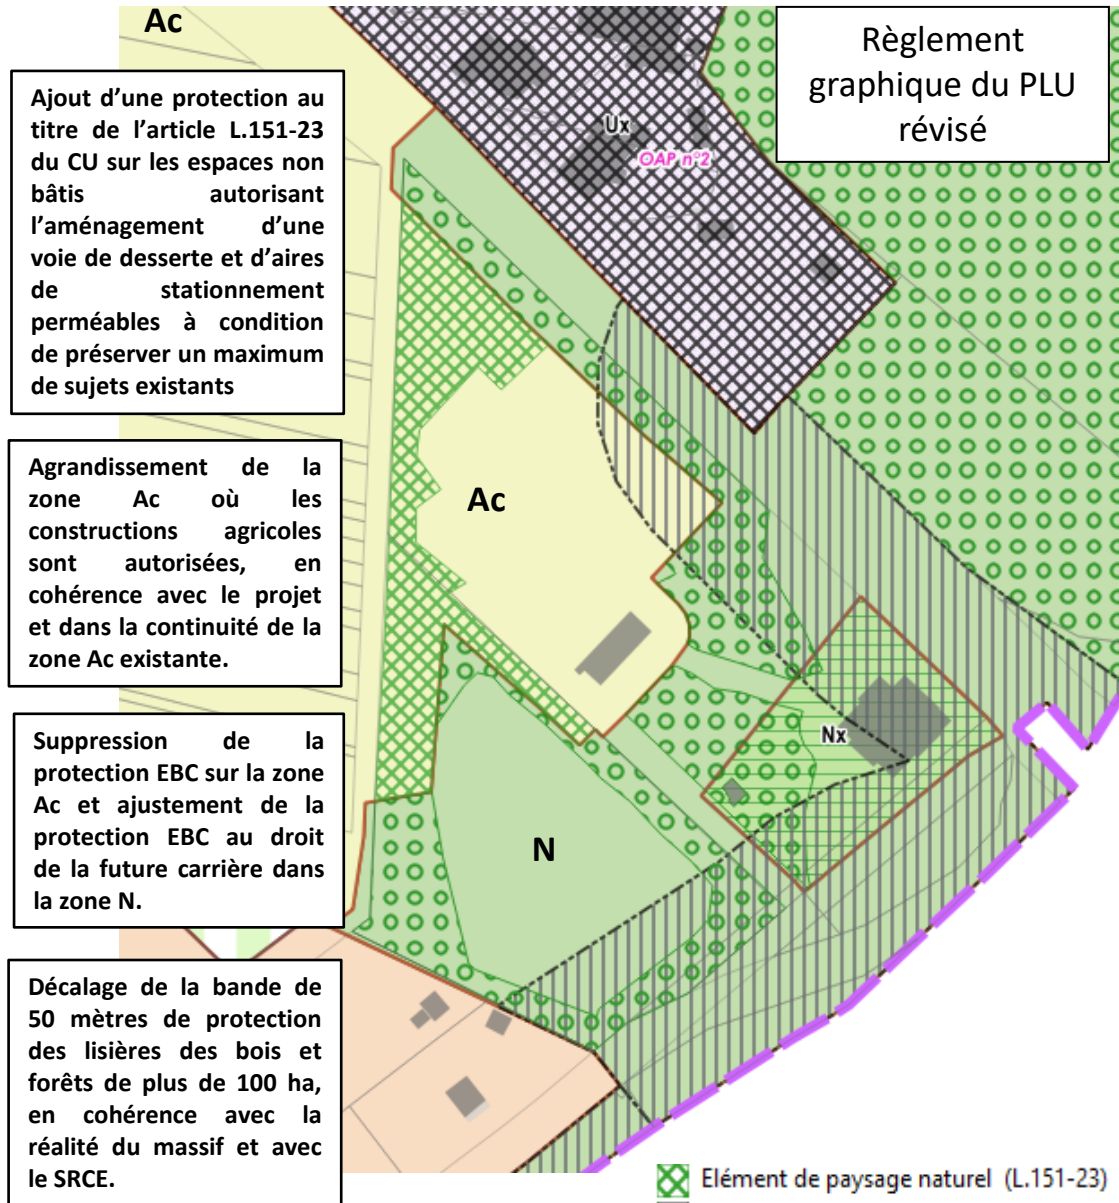 Ac
Règlement
graphique du PLU
révisé
Ajout d’une protection au
titre de l’article L.151-23
du CU sur les espaces non
bâtis autorisant
l’aménagement d’une
voie de desserte et d’aires
de stationnement
perméables à condition
de préserver un maximum
de sujets existants
Ux
OAP n°2
Agrandissement de la
zone Ac où les
constructions agricoles
sont autorisées, en
cohérence avec le projet
et dans la continuité de la
zone Ac existante.
Ac
Suppression de la
protection EBC sur la zone
Ac et ajustement de la
protection EBC au droit
de la future carrière dans
la zone N.
Nx
N
Décalage de la bande de
50 mètres de protection
des lisières des bois et
forêts de plus de 100 ha,
en cohérence avec la
réalité du massif et avec
le SRCE.
Elément de paysage naturel (L.151-23)